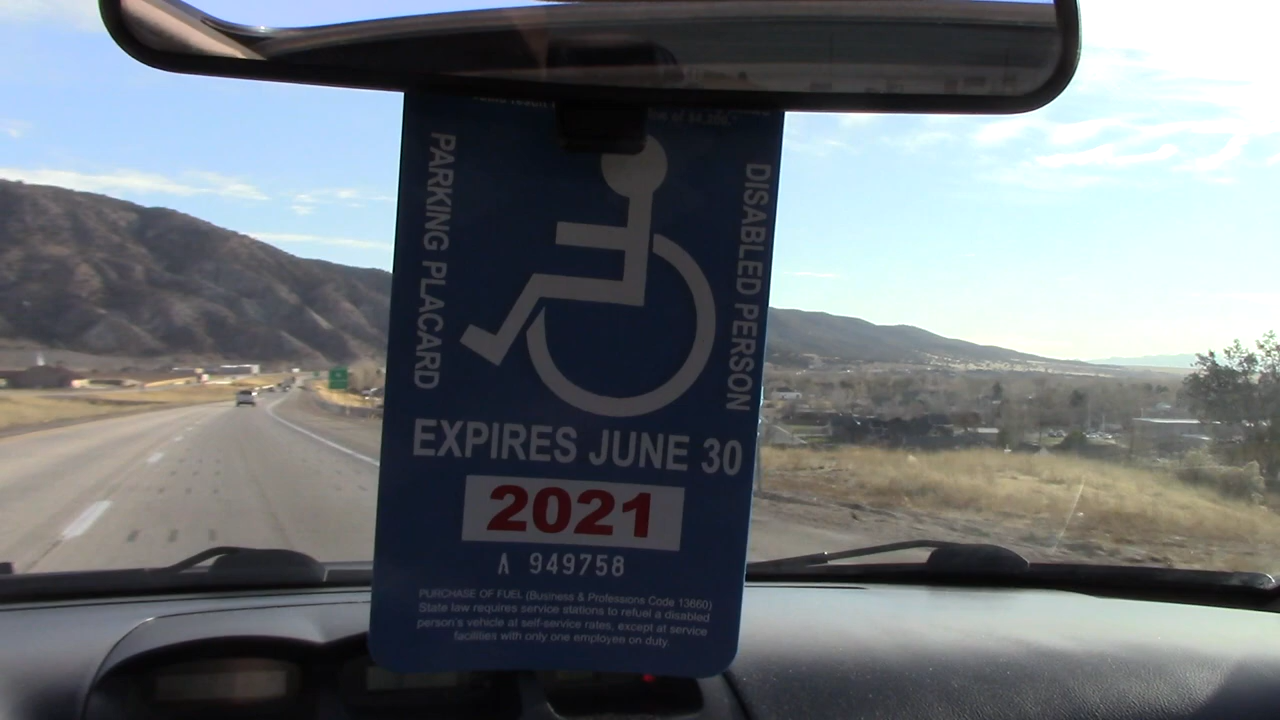 PARKING PLACARD
DISABLED PERSON
EXPIRES JUNE 30
2021
A 949758
PURCHASE OF FUEL (Business & Professions Code 13660)
State law requires service stations to refuel a disabled
person's vehicle at self-service rates, except at service
facilities with only one employee on duty.